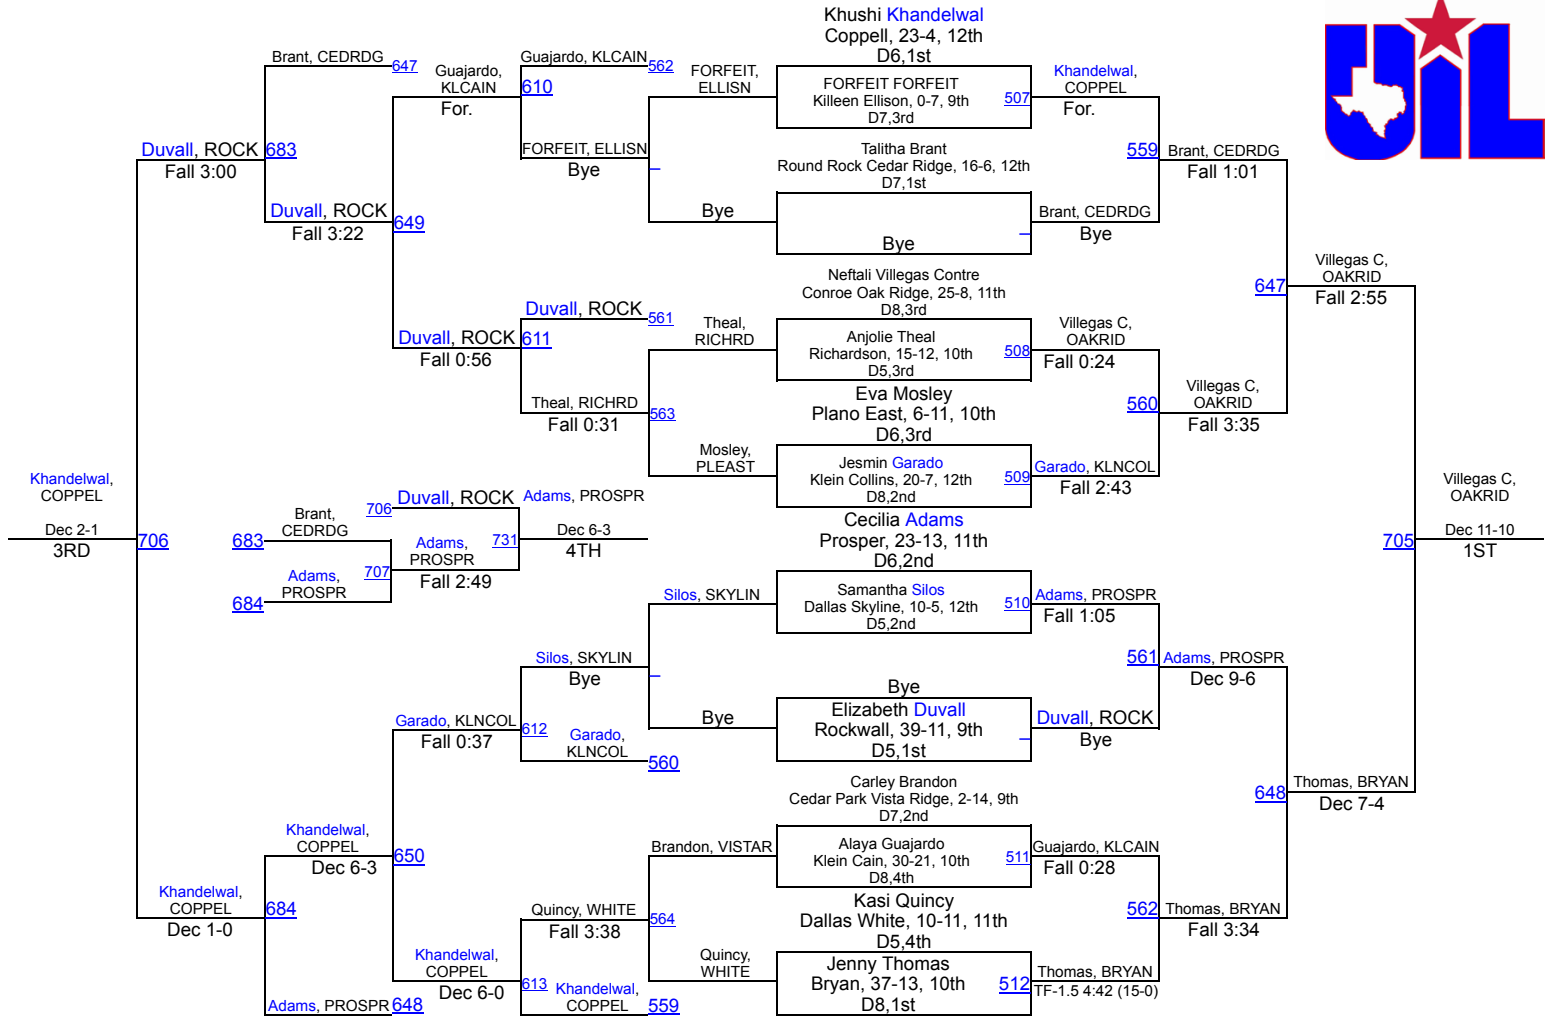 Khushi Khandelwal
Coppell, 23-4, 12th
D6,1st
FORFEIT FORFEIT
Killeen Ellison, 0-7, 9th
D7,3rd
507
Talitha Brant
Round Rock Cedar Ridge, 16-6, 12th
D7,1st
Bye
Neftali Villegas Contre
Conroe Oak Ridge, 25-8, 11th
D8,3rd
Anjolie Theal
Richardson, 15-12, 10th
D5,3rd
508
Eva Mosley
Plano East, 6-11, 10th
D6,3rd
Jesmin Garado
Klein Collins, 20-7, 12th
D8,2nd
509
Cecilia Adams
Prosper, 23-13, 11th
D6,2nd
Samantha Silos
Dallas Skyline, 10-5, 12th
D5,2nd
510
Bye
Elizabeth Duvall
Rockwall, 39-11, 9th
D5,1st
Carley Brandon
Cedar Park Vista Ridge, 2-14, 9th
D7,2nd
Alaya Guajardo
Klein Cain, 30-21, 10th
D8,4th
511
Kasi Quincy
Dallas White, 10-11, 11th
D5,4th
Jenny Thomas
Bryan, 37-13, 10th
D8,1st
512
Khandelwal,
COPPEL
For.
559
Brant, CEDRDG
Bye
Villegas C,
OAKRID
Fall 0:24
560
Garado, KLNCOL
Fall 2:43
Adams, PROSPR
Fall 1:05
561
Duvall, ROCK
Bye
Guajardo, KLCAIN
Fall 0:28
562
Thomas, BRYAN
TF-1.5 4:42 (15-0)
Brant, CEDRDG
Fall 1:01
647
Villegas C,
OAKRID
Fall 3:35
Adams, PROSPR
Dec 9-6
648
Thomas, BRYAN
Fall 3:34
Villegas C,
OAKRID
Fall 2:55
705
Thomas, BRYAN
Dec 7-4
Villegas C,
OAKRID
Dec 11-10
1ST
UIL
FORFEIT,
ELLISN
Bye
Theal,
RICHRD
563
Mosley,
PLEAST
Silos, SKYLIN
Bye
Brandon, VISTAR
564
Quincy,
WHITE
Guajardo, KLCAIN
562
610
FORFEIT, ELLISN
Bye
Duvall, ROCK
561
611
Theal, RICHRD
Fall 0:31
Silos, SKYLIN
Bye
612
Garado,
KLNCOL
560
Quincy, WHITE
Fall 3:38
613
Khandelwal,
COPPEL
559
Guajardo,
KLCAIN
For.
649
Duvall, ROCK
Fall 0:56
Garado, KLNCOL
Fall 0:37
650
Khandelwal,
COPPEL
Dec 6-0
Brant, CEDRDG
647
683
Duvall, ROCK
Fall 3:22
Khandelwal,
COPPEL
Dec 6-3
684
Adams, PROSPR
648
Duvall, ROCK
Fall 3:00
706
Khandelwal,
COPPEL
Dec 1-0
Khandelwal,
COPPEL
Dec 2-1
3RD
Brant,
CEDRDG
683
Adams,
PROSPR
684
707
706
Duvall, ROCK
Adams,
PROSPR
Fall 2:49
731
Adams, PROSPR
Dec 6-3
4TH